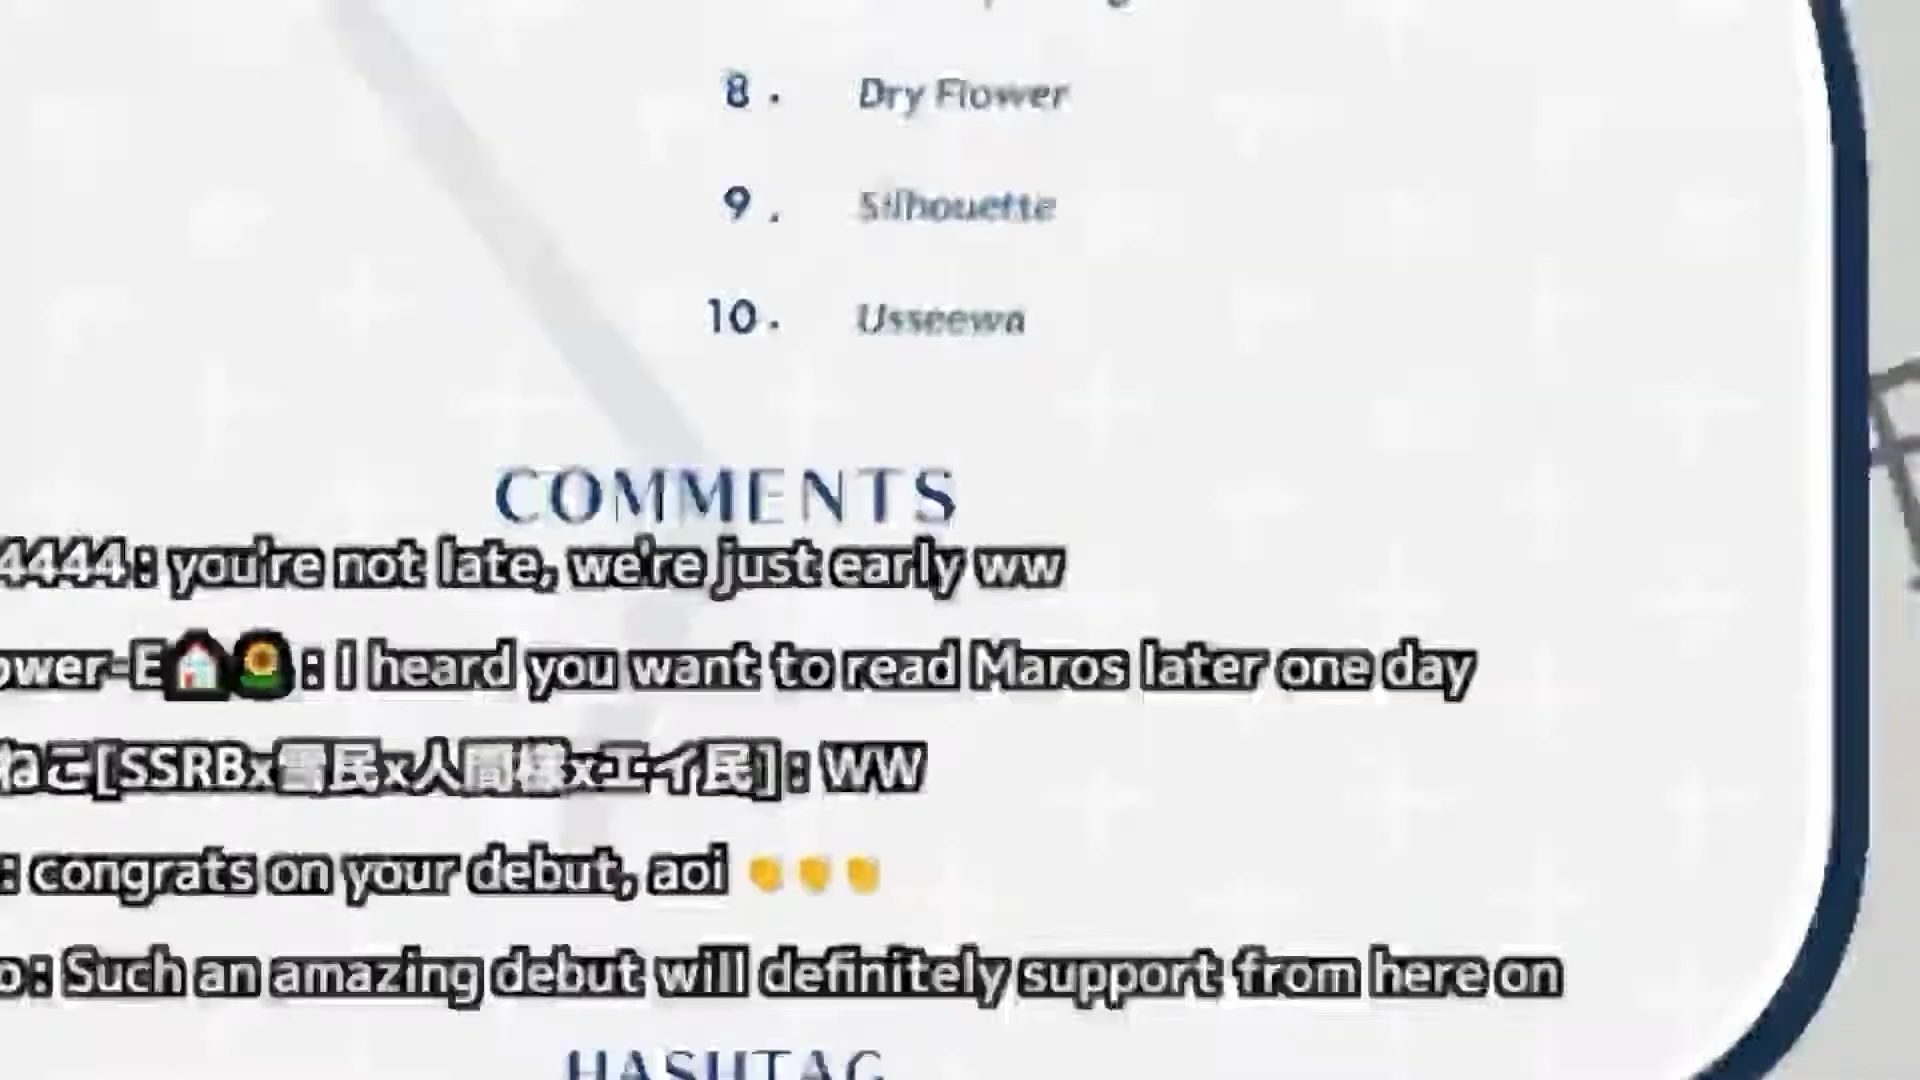 8. Dry Flower
9. Silhouette
10. Usseewa
COMMENTS
4444: you're not late, we're just early ww
ower-E🏠🌻: I heard you want to read Maros later one day
ねこ[SSRBx雪民x人間様xエイ民]: WW
: congrats on your debut, aoi 👏👏👏
o: Such an amazing debut will definitely support from here on
HASHTAG